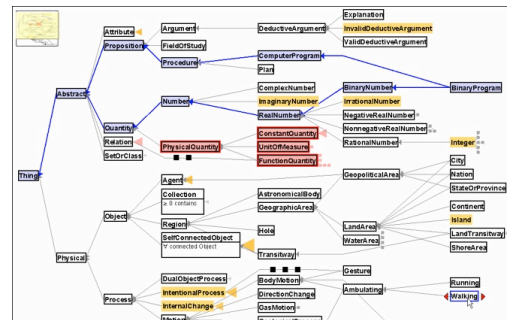 Explanation
Attribute
Argument
DeductiveArgument
InvalidDeductiveArgument
Proposition
FieldOfStudy
ValidDeductiveArgument
Procedure
ComputerProgram
Plan
Abstract
ComplexNumber
BinaryNumber
BinaryProgram
Number
ImaginaryNumber
IrrationalNumber
RealNumber
NegativeRealNumber
Quantity
ConstantQuantity
NonnegativeRealNumber
Relation
PhysicalQuantity
UnitOfMeasure
RationalNumber
Integer
SetOrClass
FunctionQuantity
City
Thing
Agent
GeopoliticalArea
Nation
Collection
≥ 0 contains
AstronomicalBody
StateOrProvince
Object
GeographicArea
Continent
Region
Hole
LandArea
Island
SelfConnectedObject
∀ connected Object
WaterArea
LandTransitway
Physical
Transitway
ShoreArea
DualObjectProcess
Gesture
BodyMotion
Running
IntentionalProcess
DirectionChange
Ambulating
Walking
Process
InternalChange
GasMotion
Motion